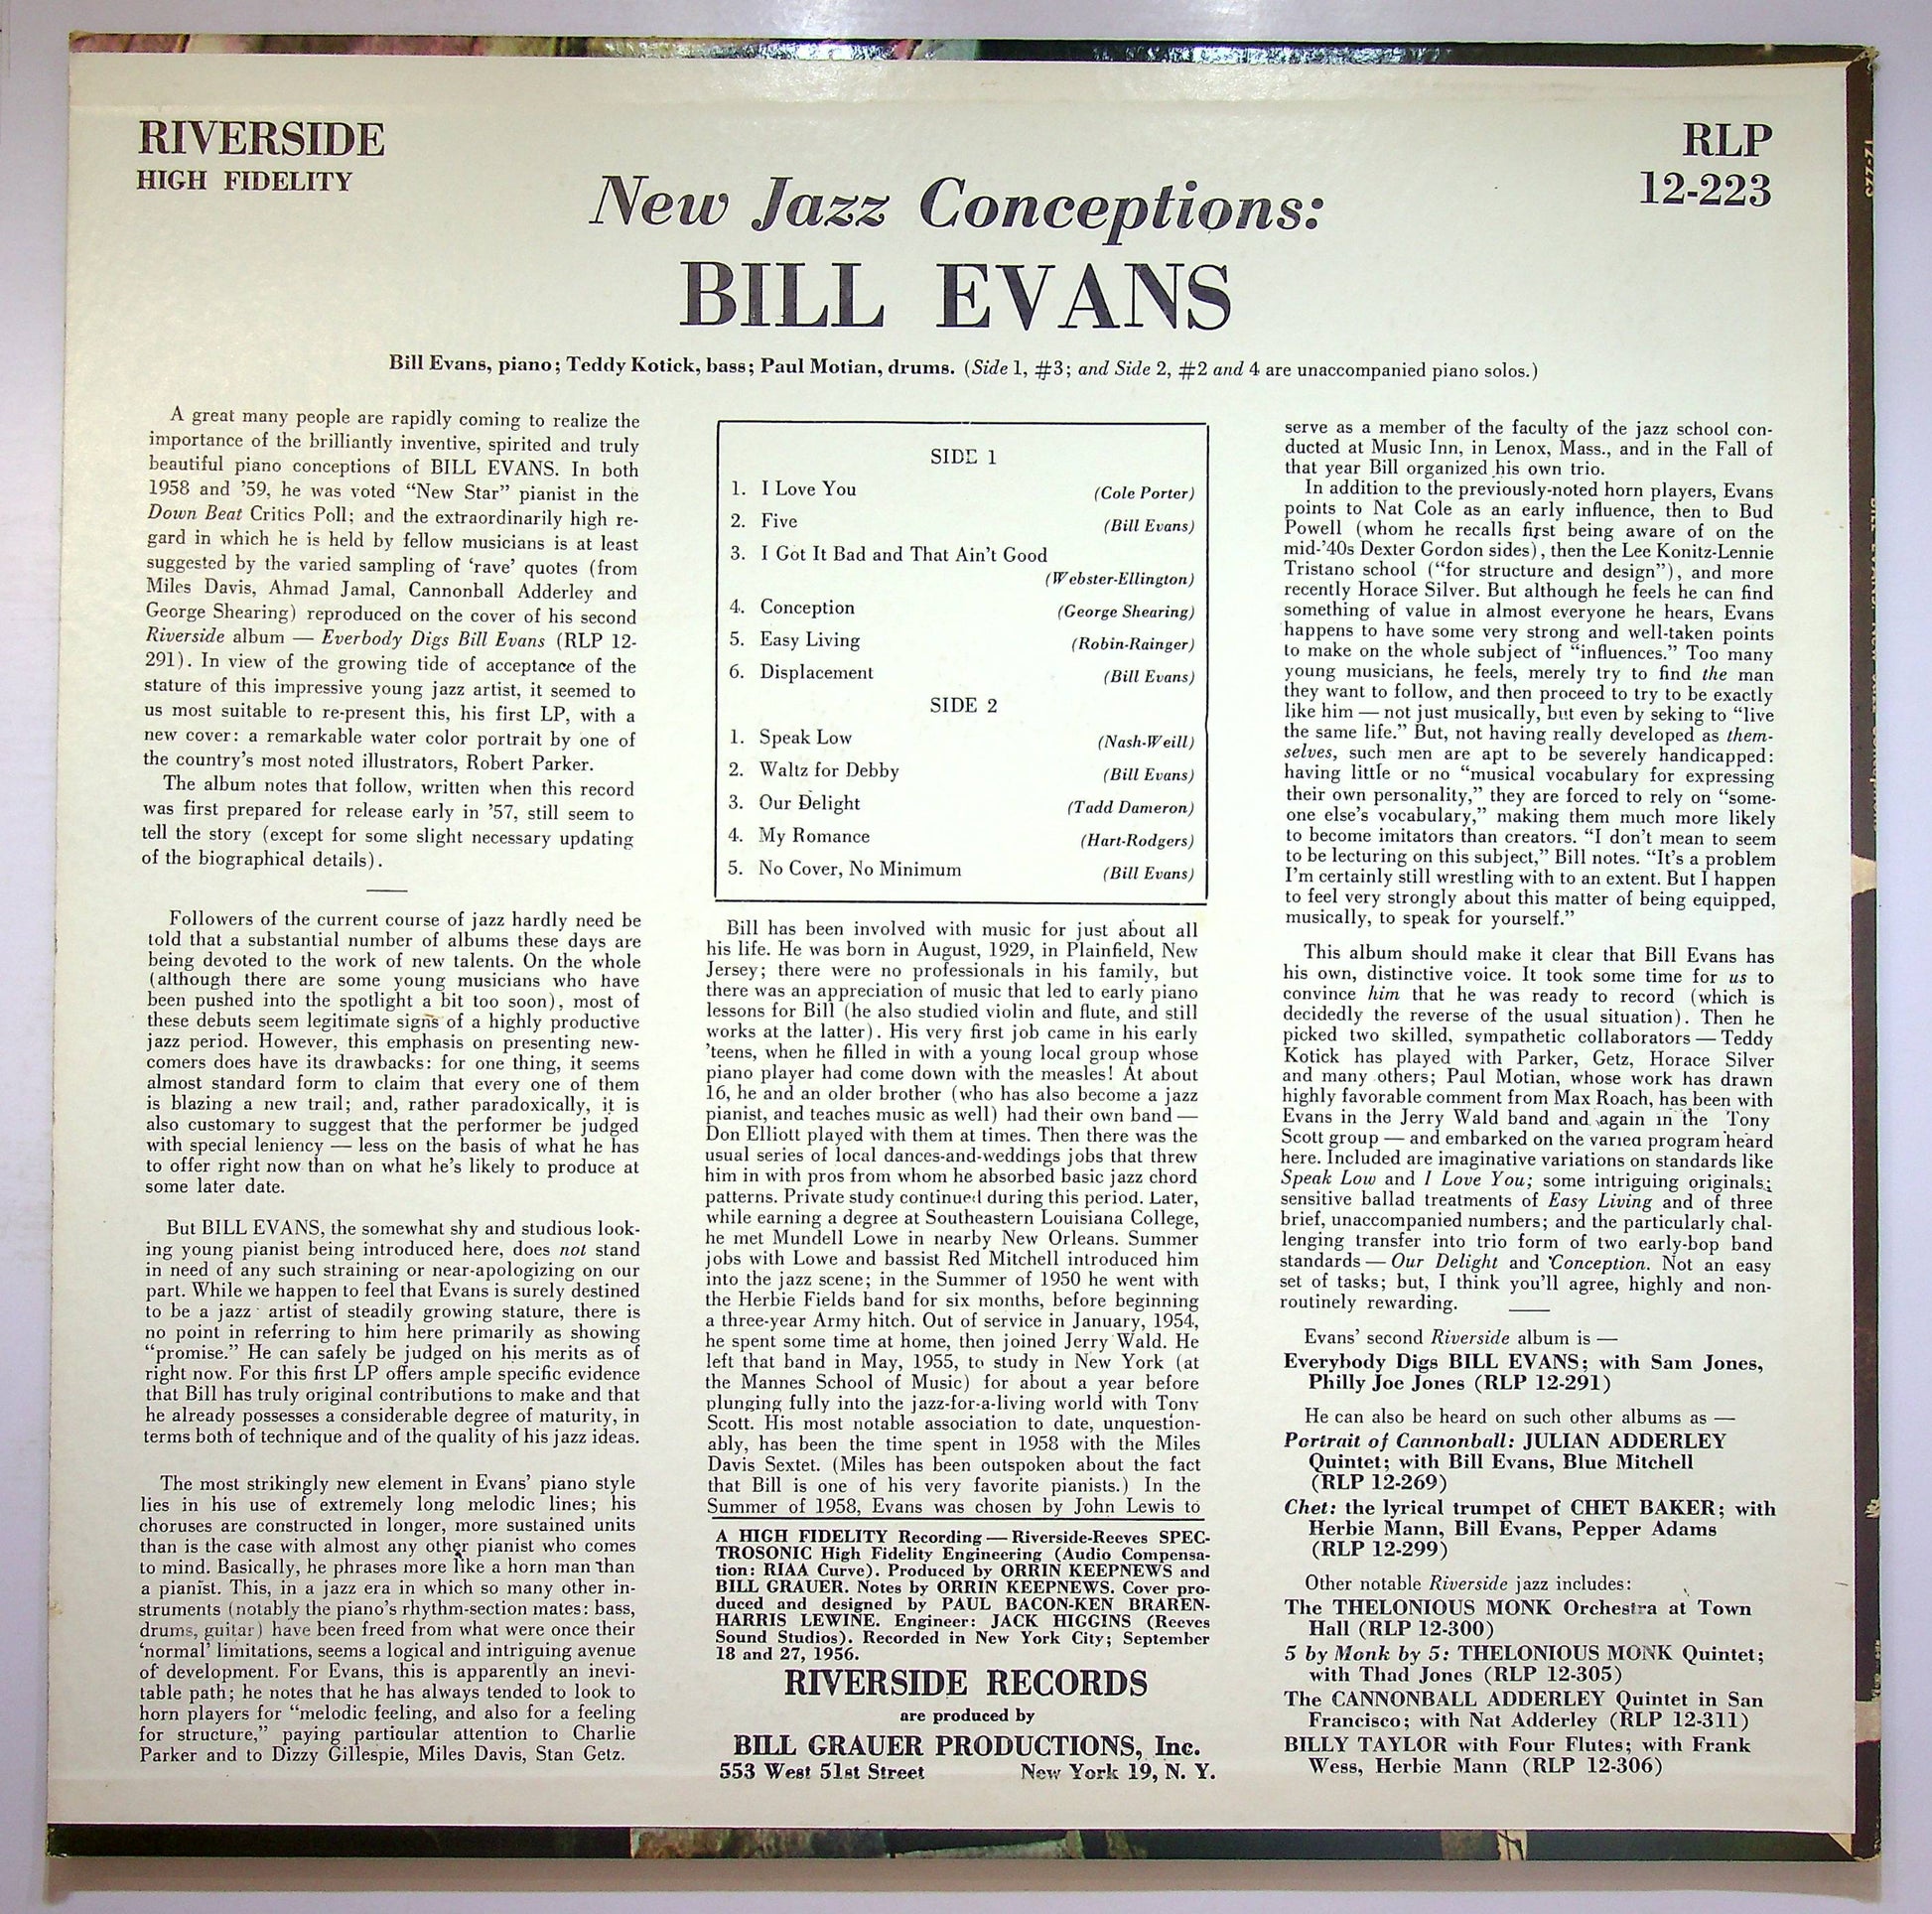 RIVERSIDE
HIGH FIDELITY
RLP
12-223
New Jazz Conceptions:
BILL EVANS
Bill Evans, piano; Teddy Kotick, bass; Paul Motian, drums. (Side 1, #3; and Side 2, #2 and 4 are unaccompanied piano solos.)
A great many people are rapidly coming to realize the
importance of the brilliantly inventive, spirited and truly
beautiful piano conceptions of BILL EVANS. In both
1958 and '59, he was voted “New Star” pianist in the
Down Beat Critics Poll; and the extraordinarily high re-
gard in which he is held by fellow musicians is at least
suggested by the varied sampling of ‘rave’ quotes (from
Miles Davis, Ahmad Jamal, Cannonball Adderley and
George Shearing) reproduced on the cover of his second
Riverside album — Everbody Digs Bill Evans (RLP 12-
291). In view of the growing tide of acceptance of the
stature of this impressive young jazz artist, it seemed to
us most suitable to re-present this, his first LP, with a
new cover: a remarkable water color portrait by one of
the country's most noted illustrators, Robert Parker.
The album notes that follow, written when this record
was first prepared for release early in '57, still seem to
tell the story (except for some slight necessary updating
of the biographical details).
Followers of the current course of jazz hardly need be
told that a substantial number of albums these days are
being devoted to the work of new talents. On the whole
(although there are some young musicians who have
been pushed into the spotlight a bit too soon), most of
these debuts seem legitimate signs of a highly productive
jazz period. However, this emphasis on presenting new-
comers does have its drawbacks: for one thing, it seems
almost standard form to claim that every one of them
is blazing a new trail; and, rather paradoxically, it is
also customary to suggest that the performer be judged
with special leniency — less on the basis of what he has
to offer right now than on what he's likely to produce at
some later date.
But BILL EVANS, the somewhat shy and studious look-
ing young pianist being introduced here, does not stand
in need of any such straining or near-apologizing on our
part. While we happen to feel that Evans is surely destined
to be a jazz artist of steadily growing stature, there is
no point in referring to him here primarily as showing
“promise.” He can safely be judged on his merits as of
right now. For this first LP offers ample specific evidence
that Bill has truly original contributions to make and that
he already possesses a considerable degree of maturity, in
terms both of technique and of the quality of his jazz ideas.
The most strikingly new element in Evans' piano style
lies in his use of extremely long melodic lines; his
choruses are constructed in longer, more sustained units
than is the case with almost any other pianist who comes
to mind. Basically, he phrases more like a horn man than
a pianist. This, in a jazz era in which so many other in-
struments (notably the piano's rhythm-section mates: bass,
drums, guitar) have been freed from what were once their
‘normal’ limitations, seems a logical and intriguing avenue
of development. For Evans, this is apparently an inevi-
table path; he notes that he has always tended to look to
horn players for “melodic feeling, and also for a feeling
for structure,” paying particular attention to Charlie
Parker and to Dizzy Gillespie, Miles Davis, Stan Getz.
SIDE 1
1. I Love You (Cole Porter)
2. Five (Bill Evans)
3. I Got It Bad and That Ain't Good
(Webster-Ellington)
4. Conception (George Shearing)
5. Easy Living (Robin-Rainger)
6. Displacement (Bill Evans)
SIDE 2
1. Speak Low (Nash-Weill)
2. Waltz for Debby (Bill Evans)
3. Our Delight (Tadd Dameron)
4. My Romance (Hart-Rodgers)
5. No Cover, No Minimum (Bill Evans)
Bill has been involved with music for just about all
his life. He was born in August, 1929, in Plainfield, New
Jersey; there were no professionals in his family, but
there was an appreciation of music that led to early piano
lessons for Bill (he also studied violin and flute, and still
works at the latter). His very first job came in his early
'teens, when he filled in with a young local group whose
piano player had come down with the measles! At about
16, he and an older brother (who has also become a jazz
pianist, and teaches music as well) had their own band —
Don Elliott played with them at times. Then there was the
usual series of local dances-and-weddings jobs that threw
him in with pros from whom he absorbed basic jazz chord
patterns. Private study continued during this period. Later,
while earning a degree at Southeastern Louisiana College,
he met Mundell Lowe in nearby New Orleans. Summer
jobs with Lowe and bassist Red Mitchell introduced him
into the jazz scene; in the Summer of 1950 he went with
the Herbie Fields band for six months, before beginning
a three-year Army hitch. Out of service in January, 1954,
he spent some time at home, then joined Jerry Wald. He
left that band in May, 1955, to study in New York (at
the Mannes School of Music) for about a year before
plunging fully into the jazz-for-a-living world with Tony
Scott. His most notable association to date, unquestion-
ably, has been the time spent in 1958 with the Miles
Davis Sextet. (Miles has been outspoken about the fact
that Bill is one of his very favorite pianists.) In the
Summer of 1958, Evans was chosen by John Lewis to
A HIGH FIDELITY Recording — Riverside-Reeves SPEC-
TROSONIC High Fidelity Engineering (Audio Compensa-
tion: RIAA Curve). Produced by ORRIN KEEPNEWS and
BILL GRAUER. Notes by ORRIN KEEPNEWS. Cover pro-
duced and designed by PAUL BACON-KEN BRAREN-
HARRIS LEWINE. Engineer: JACK HIGGINS (Reeves
Sound Studios). Recorded in New York City; September
18 and 27, 1956.
RIVERSIDE RECORDS
are produced by
BILL GRAUER PRODUCTIONS, Inc.
553 West 51st Street New York 19, N. Y.
serve as a member of the faculty of the jazz school con-
ducted at Music Inn, in Lenox, Mass., and in the Fall of
that year Bill organized his own trio.
In addition to the previously-noted horn players, Evans
points to Nat Cole as an early influence, then to Bud
Powell (whom he recalls first being aware of on the
mid-'40s Dexter Gordon sides), then the Lee Konitz-Lennie
Tristano school (“for structure and design”), and more
recently Horace Silver. But although he feels he can find
something of value in almost everyone he hears, Evans
happens to have some very strong and well-taken points
to make on the whole subject of “influences.” Too many
young musicians, he feels, merely try to find the man
they want to follow, and then proceed to try to be exactly
like him — not just musically, but even by seking to “live
the same life.” But, not having really developed as them-
selves, such men are apt to be severely handicapped:
having little or no “musical vocabulary for expressing
their own personality,” they are forced to rely on “some-
one else's vocabulary,” making them much more likely
to become imitators than creators. “I don't mean to seem
to be lecturing on this subject,” Bill notes. “It's a problem
I'm certainly still wrestling with to an extent. But I happen
to feel very strongly about this matter of being equipped,
musically, to speak for yourself.”
This album should make it clear that Bill Evans has
his own, distinctive voice. It took some time for us to
convince him that he was ready to record (which is
decidedly the reverse of the usual situation). Then he
picked two skilled, sympathetic collaborators — Teddy
Kotick has played with Parker, Getz, Horace Silver
and many others; Paul Motian, whose work has drawn
highly favorable comment from Max Roach, has been with
Evans in the Jerry Wald band and again in the Tony
Scott group — and embarked on the varied program heard
here. Included are imaginative variations on standards like
Speak Low and I Love You; some intriguing originals;
sensitive ballad treatments of Easy Living and of three
brief, unaccompanied numbers; and the particularly chal-
lenging transfer into trio form of two early-bop band
standards — Our Delight and Conception. Not an easy
set of tasks; but, I think you'll agree, highly and non-
routinely rewarding.
Evans' second Riverside album is —
Everybody Digs BILL EVANS; with Sam Jones,
Philly Joe Jones (RLP 12-291)
He can also be heard on such other albums as —
Portrait of Cannonball: JULIAN ADDERLEY
Quintet; with Bill Evans, Blue Mitchell
(RLP 12-269)
Chet: the lyrical trumpet of CHET BAKER; with
Herbie Mann, Bill Evans, Pepper Adams
(RLP 12-299)
Other notable Riverside jazz includes:
The THELONIOUS MONK Orchestra at Town
Hall (RLP 12-300)
5 by Monk by 5: THELONIOUS MONK Quintet;
with Thad Jones (RLP 12-305)
The CANNONBALL ADDERLEY Quintet in San
Francisco; with Nat Adderley (RLP 12-311)
BILLY TAYLOR with Four Flutes; with Frank
Wess, Herbie Mann (RLP 12-306)